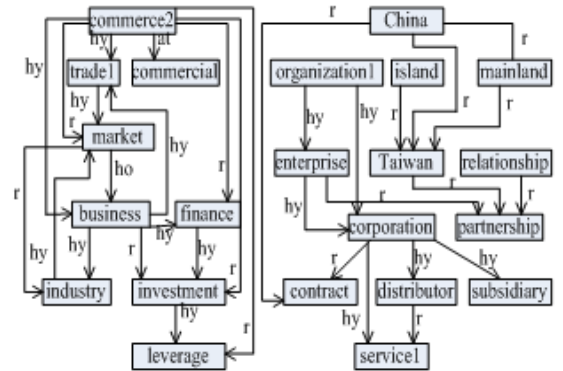 commerce2 China
hy at r r
hy trade1 commercial organization1 island mainland
hy r hy hy r r r
market
ho hy r enterprise Taiwan relationship
r r r r
business finance hy corporation partnership
hy hy hy r hy r r hy hy
industry investment contract distributor subsidiary
hy r hy r
leverage service1